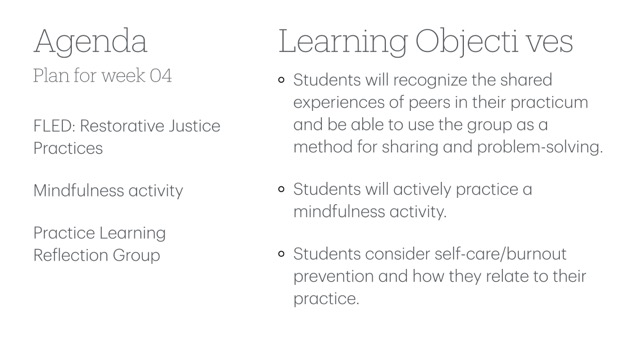 Agenda
Plan for week 04
FLED: Restorative Justice
Practices
Mindfulness activity
Practice Learning
Reflection Group
Learning Objecti ves
Students will recognize the shared
experiences of peers in their practicum
and be able to use the group as a
method for sharing and problem-solving.
Students will actively practice a
mindfulness activity.
Students consider self-care/burnout
prevention and how they relate to their
practice.